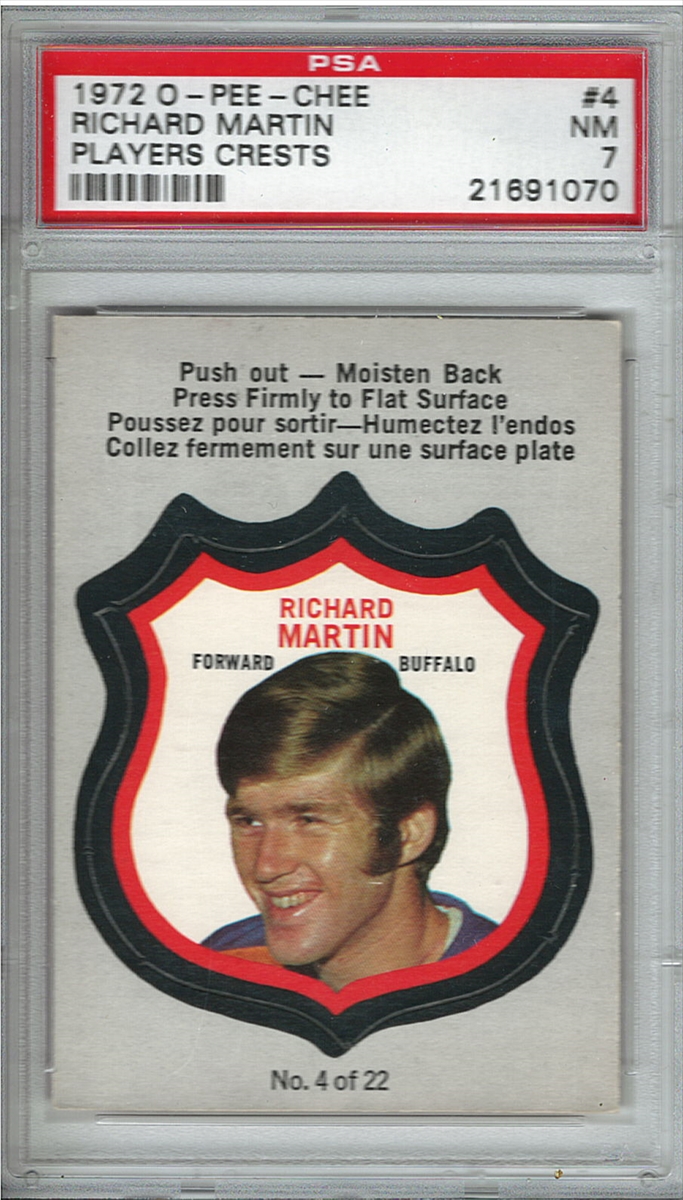 PSA
1972 O-PEE-CHEE #4
RICHARD MARTIN NM
PLAYERS CRESTS 7
21691070
Push out — Moisten Back
Press Firmly to Flat Surface
Poussez pour sortir—Humectez l'endos
Collez fermement sur une surface plate
RICHARD
MARTIN
FORWARD BUFFALO
No. 4 of 22